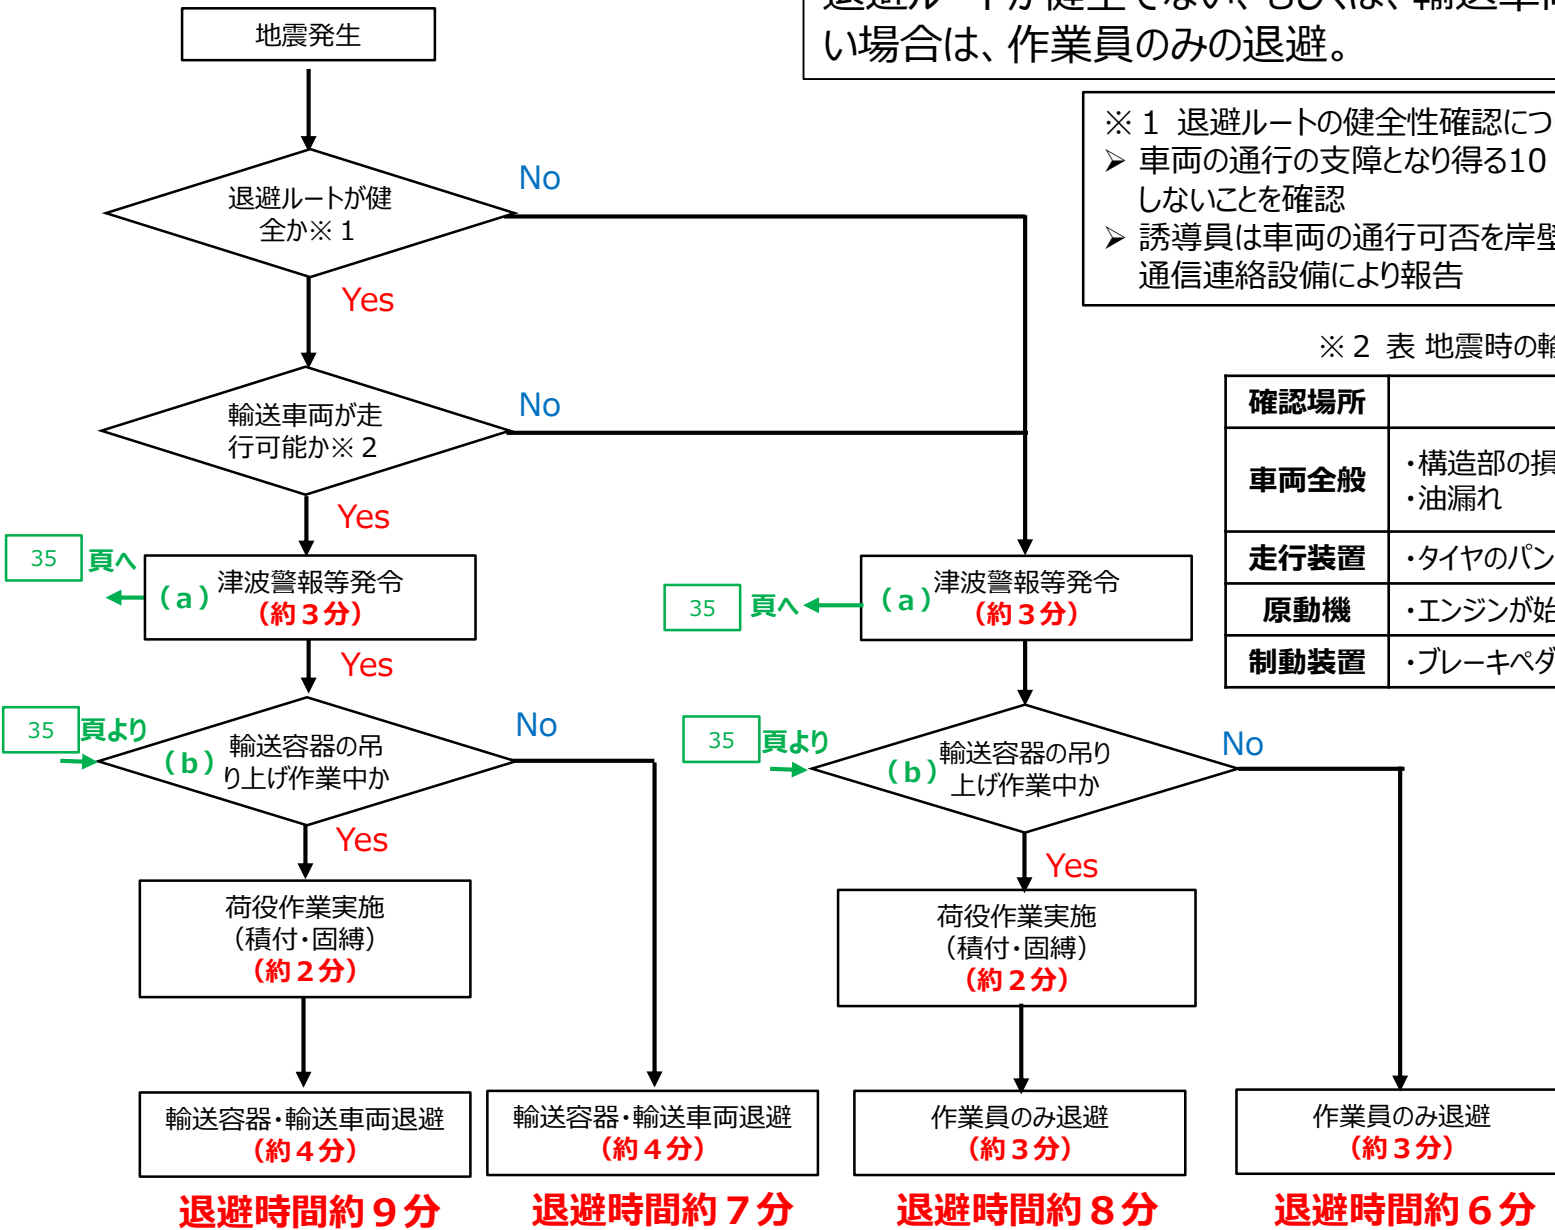 い場合は、作業員のみの退避。
地震発生
※１ 退避ルートの健全性確認につ
➢ 車両の通行の支障となり得る10
しないことを確認
➢ 誘導員は車両の通行可否を岸壁
通信連絡設備により報告
退避ルートが健
全か※１
No
Yes
※２ 表 地震時の輸
確認場所
車両全般
・構造部の損
・油漏れ
走行装置
・タイヤのパン
原動機
・エンジンが始
制動装置
・ブレーキペダ
輸送車両が走
行可能か※２
No
Yes
35 頁へ
（a）
津波警報等発令
（約３分）
35 頁へ
（a）
津波警報等発令
（約３分）
Yes
35 頁より
（b）
輸送容器の吊
り上げ作業中か
No
35 頁より
（b）
輸送容器の吊り
上げ作業中か
No
Yes
Yes
荷役作業実施
（積付・固縛）
（約２分）
荷役作業実施
（積付・固縛）
（約２分）
輸送容器・輸送車両退避
（約４分）
輸送容器・輸送車両退避
（約４分）
作業員のみ退避
（約３分）
作業員のみ退避
（約３分）
退避時間約９分
退避時間約７分
退避時間約８分
退避時間約６分